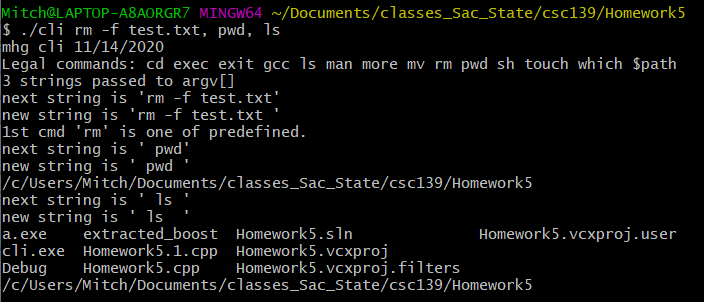 Mitch@LAPTOP-A8AORGR7 MINGW64 ~/Documents/classes_Sac_State/csc139/Homework5
$ ./cli rm -f test.txt, pwd, ls
mhg cli 11/14/2020
Legal commands: cd exec exit gcc ls man more mv rm pwd sh touch which $path
3 strings passed to argv[]
next string is 'rm -f test.txt'
new string is 'rm -f test.txt '
1st cmd 'rm' is one of predefined.
next string is ' pwd'
new string is ' pwd '
/c/Users/Mitch/Documents/classes_Sac_State/csc139/Homework5
next string is ' ls '
new string is ' ls  '
a.exe    extracted_boost  Homework5.sln              Homework5.vcxproj.user
cli.exe  Homework5.1.cpp  Homework5.vcxproj
Debug    Homework5.cpp    Homework5.vcxproj.filters
/c/Users/Mitch/Documents/classes_Sac_State/csc139/Homework5